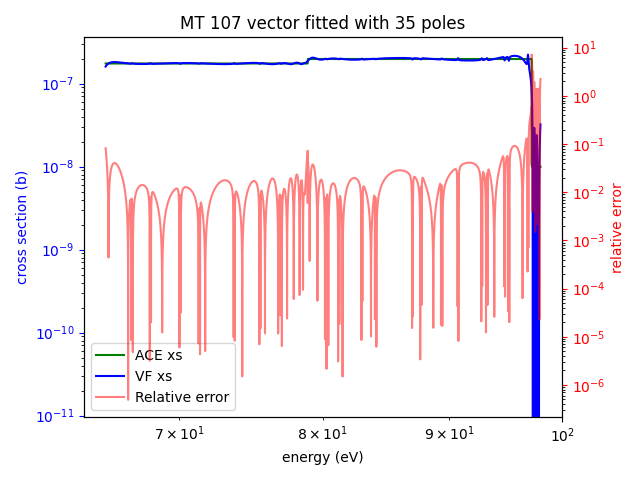 MT 107 vector fitted with 35 poles
cross section (b)
10⁻⁷
10⁻⁸
10⁻⁹
10⁻¹⁰
10⁻¹¹
10¹
10⁰
10⁻¹
10⁻²
10⁻³
10⁻⁴
10⁻⁵
10⁻⁶
relative error
ACE xs
VF xs
Relative error
7 × 10¹ 8 × 10¹ 9 × 10¹ 10²
energy (eV)